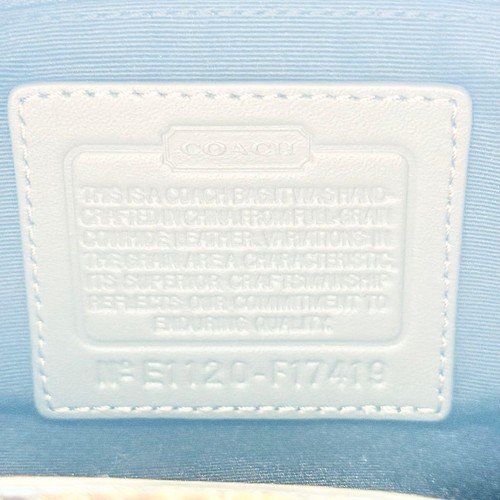 COACH
THIS IS A COACH BAG. IT WAS HAND-
CRAFTED IN CHINA FROM FULL-GRAIN
COWHIDE LEATHER. VARIATIONS IN
THE GRAIN ARE A CHARACTERISTIC.
ITS SUPERIOR CRAFTSMANSHIP
REFLECTS OUR COMMITMENT TO
ENDURING QUALITY.
No E1120-F17419